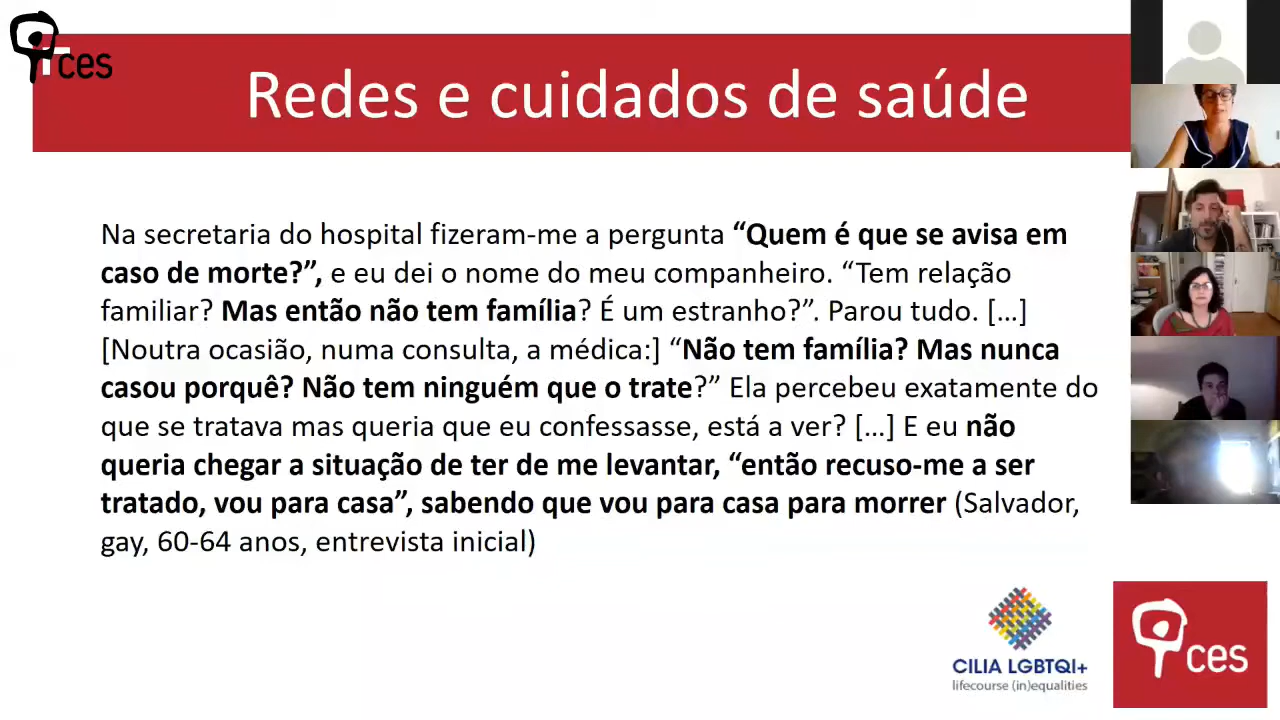 ces
Redes e cuidados de saúde
Na secretaria do hospital fizeram-me a pergunta “Quem é que se avisa em
caso de morte?”, e eu dei o nome do meu companheiro. “Tem relação
familiar? Mas então não tem família? É um estranho?”. Parou tudo. […]
[Noutra ocasião, numa consulta, a médica:] “Não tem família? Mas nunca
casou porquê? Não tem ninguém que o trate?” Ela percebeu exatamente do
que se tratava mas queria que eu confessasse, está a ver? […] E eu não
queria chegar a situação de ter de me levantar, “então recuso-me a ser
tratado, vou para casa”, sabendo que vou para casa para morrer (Salvador,
gay, 60-64 anos, entrevista inicial)
CILIA LGBTQI+
lifecourse (in)equalities
ces